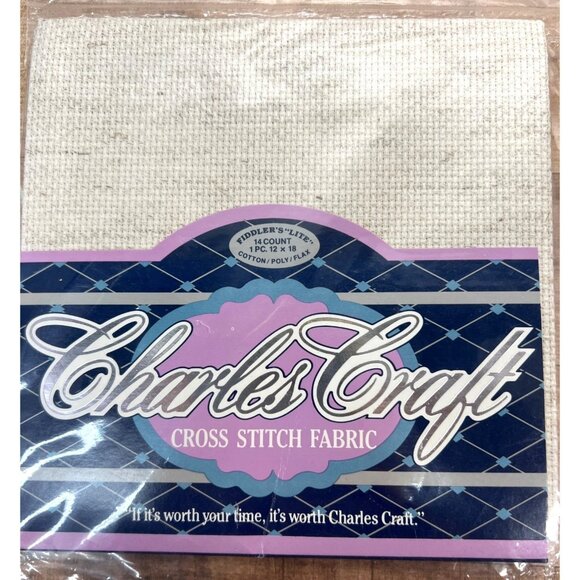 FIDDLER'S "LITE"
14 COUNT
1 PC. 12 x 18
COTTON/POLY/FLAX
Charles Craft
CROSS STITCH FABRIC
"If it's worth your time, it's worth Charles Craft."